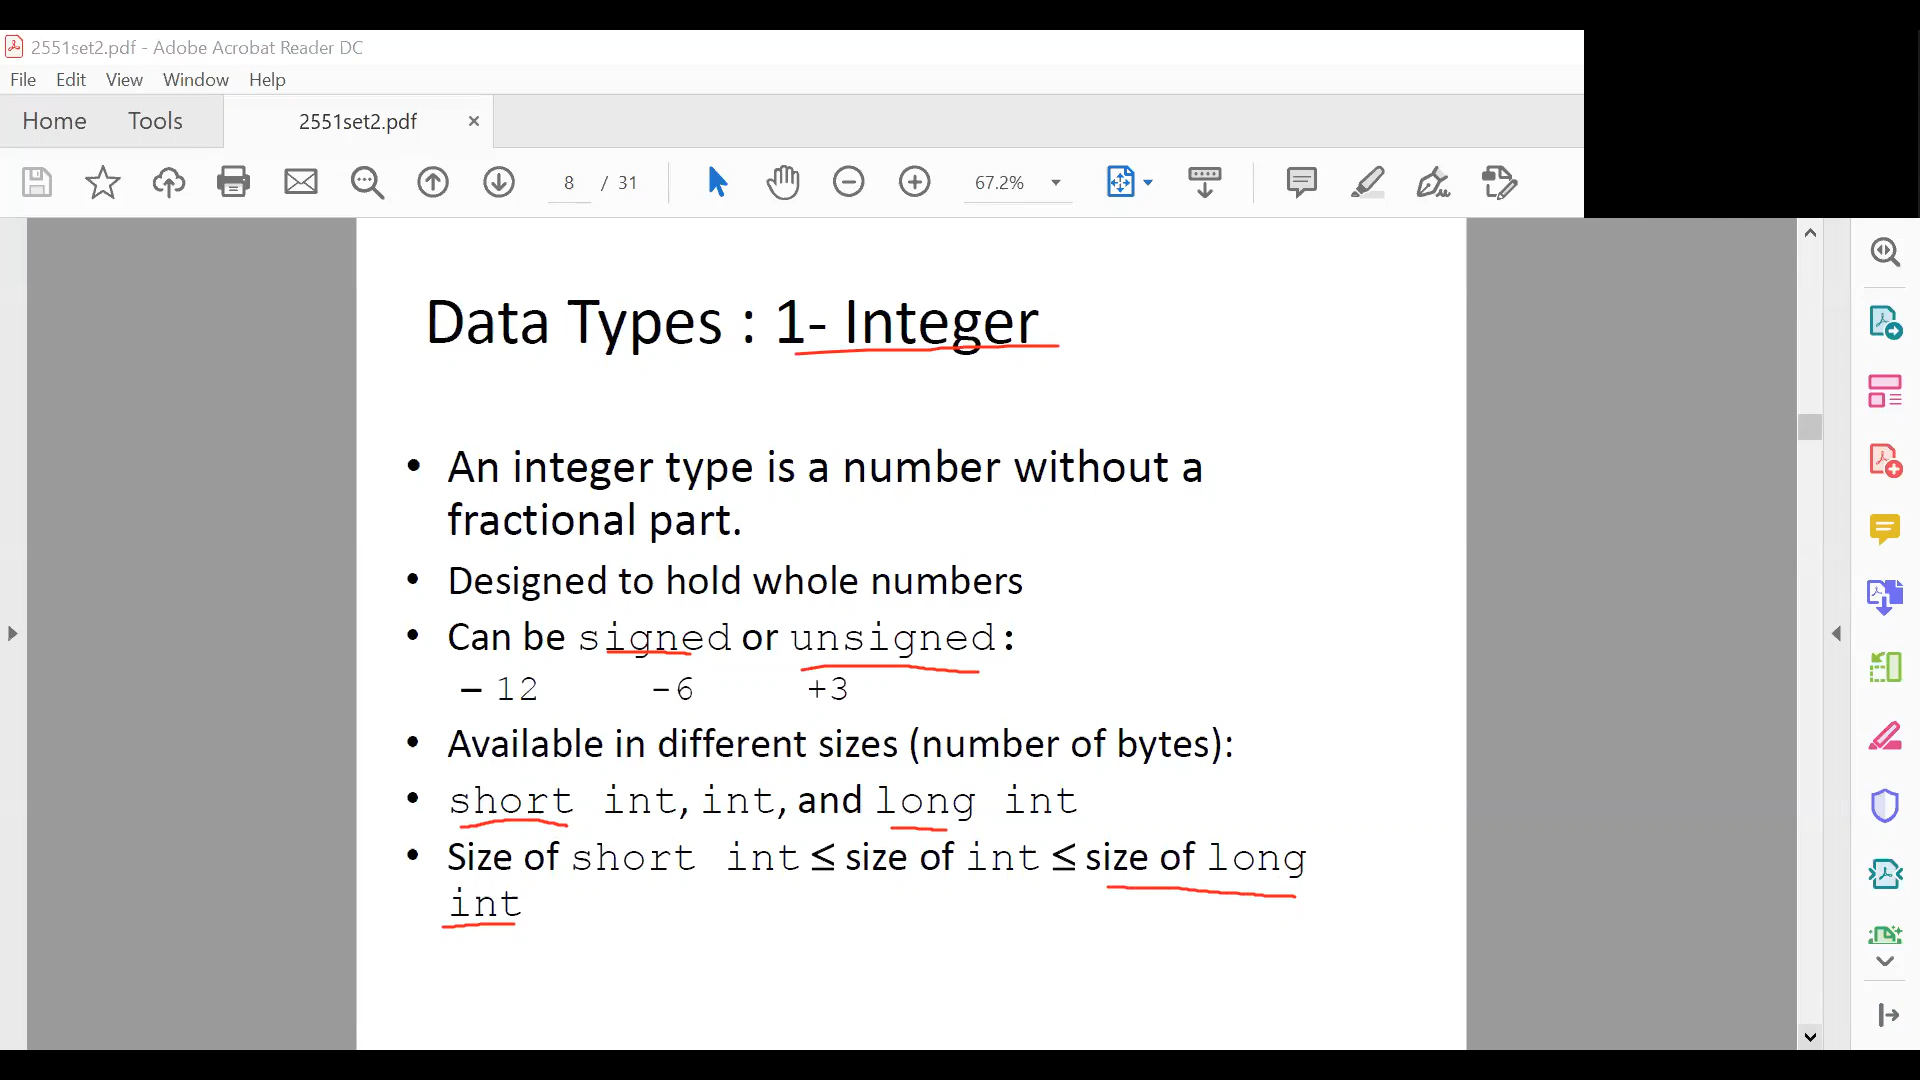 2551set2.pdf - Adobe Acrobat Reader DC
File Edit View Window Help
Home Tools 2551set2.pdf ×
8 / 31 67.2%
Data Types : 1- Integer
• An integer type is a number without a
fractional part.
• Designed to hold whole numbers
• Can be signed or unsigned:
– 12 -6 +3
• Available in different sizes (number of bytes):
• short int, int, and long int
• Size of short int ≤ size of int ≤ size of long
int